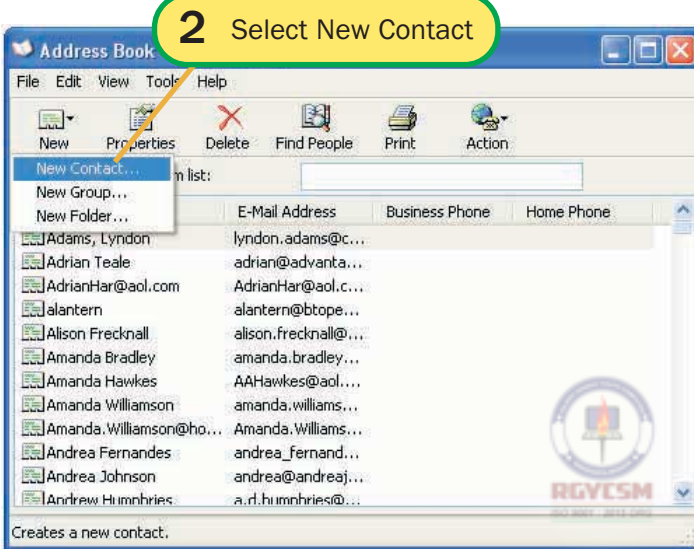 2 Select New Contact
Address Book
File Edit View Tools Help
New Properties Delete Find People Print Action
New Contact... m list:
New Group...
New Folder...
E-Mail Address Business Phone Home Phone
Adams, Lyndon lyndon.adams@c...
Adrian Teale adrian@advanta...
AdrianHar@aol.com AdrianHar@aol.c...
alantern alantern@btope...
Alison Frecknall alison.frecknall@...
Amanda Bradley amanda.bradley...
Amanda Hawkes AAHawkes@aol....
Amanda Williamson amanda.williams...
Amanda.Williamson@ho... Amanda.Williams...
Andrea Fernandes andrea_fernand...
Andrea Johnson andrea@andreaj...
Andrew Humphries a.d.humphries@...
RGYCSM
ISO 9001 : 2015 ORG
Creates a new contact.